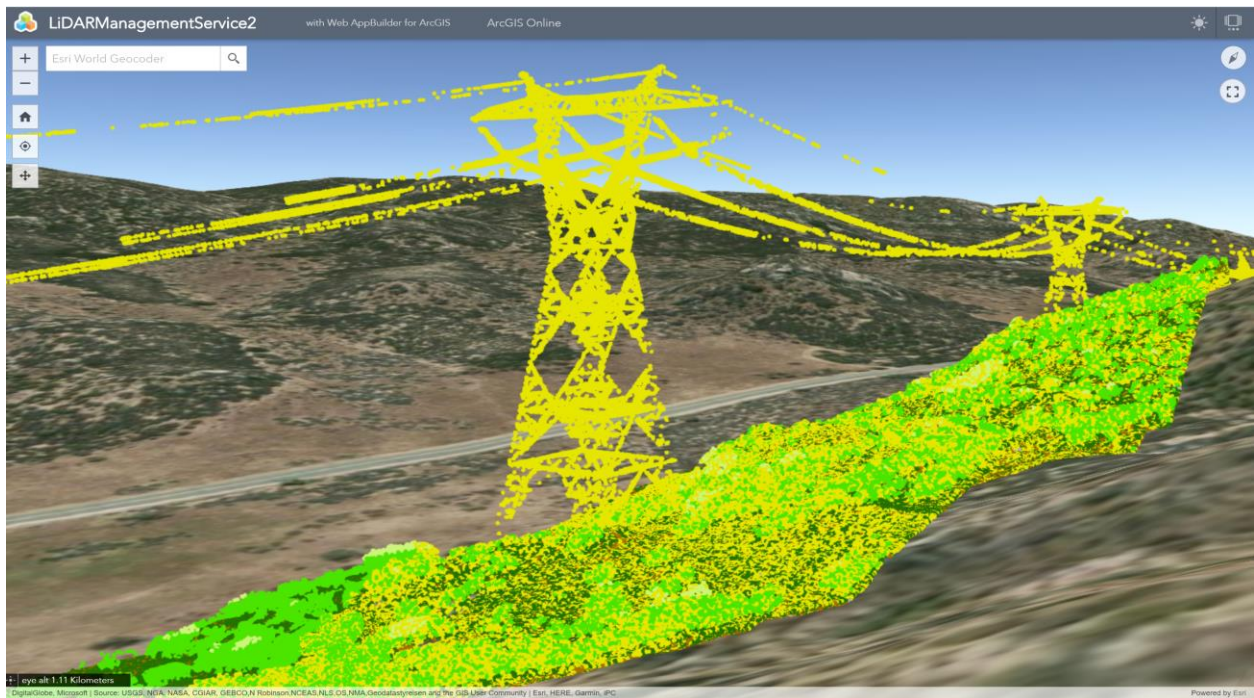 LiDARManagementService2 with Web AppBuilder for ArcGIS ArcGIS Online
Esri World Geocoder
eye alt 1.11 Kilometers
DigitalGlobe, Microsoft | Source: USGS, NGA, NASA, CGIAR, GEBCO,N Robinson,NCEAS,NLS,OS,NMA,Geodatastyrelsen and the GIS User Community | Esri, HERE, Garmin, iPC Powered by Esri